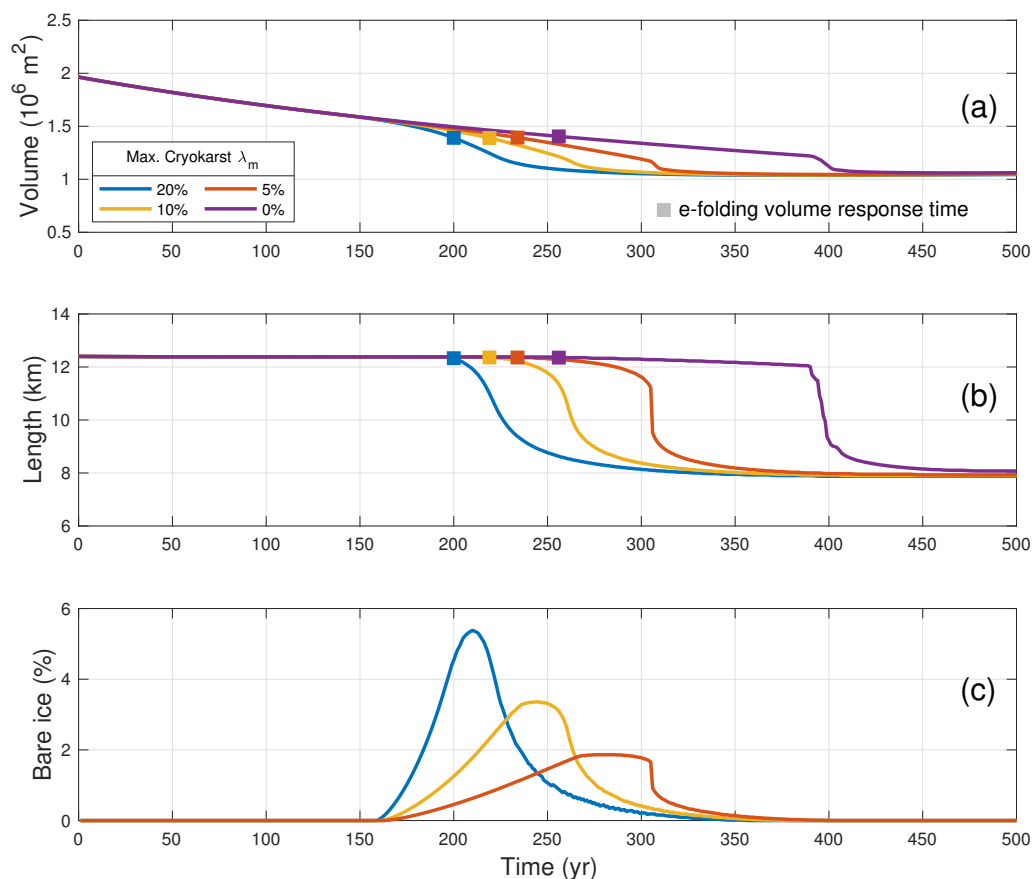 2.5
2
1.5
1
0.5
Volume (10⁶ m²)
(a)
Max. Cryokarst λₘ
20% 5%
10% 0%
e-folding volume response time
0 50 100 150 200 250 300 350 400 450 500
14
12
10
8
6
Length (km)
(b)
0 50 100 150 200 250 300 350 400 450 500
6
4
2
0
Bare ice (%)
(c)
0 50 100 150 200 250 300 350 400 450 500
Time (yr)